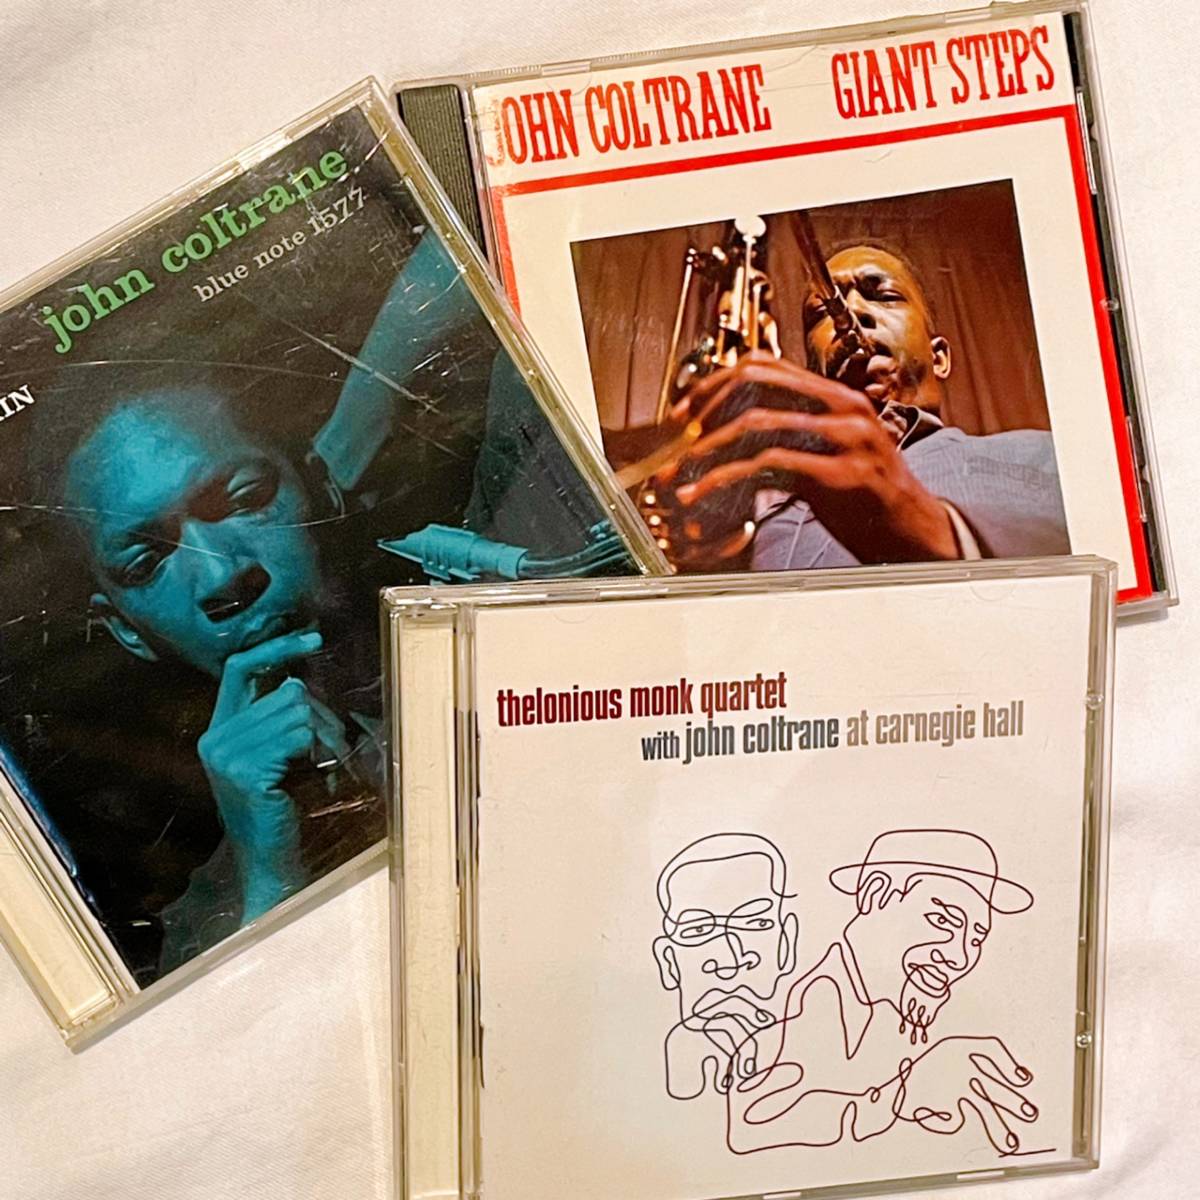 john coltrane
blue note 1577
JOHN COLTRANE GIANT STEPS
thelonious monk quartet
with john coltrane at carnegie hall